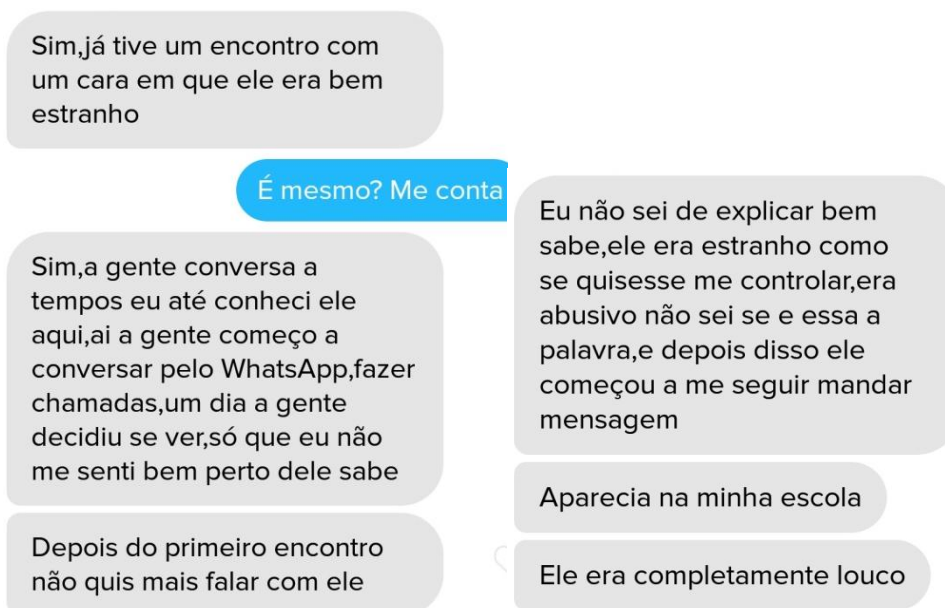 Sim,já tive um encontro com
um cara em que ele era bem
estranho
É mesmo? Me conta
Sim,a gente conversa a
tempos eu até conheci ele
aqui,ai a gente começo a
conversar pelo WhatsApp,fazer
chamadas,um dia a gente
decidiu se ver,só que eu não
me senti bem perto dele sabe
Depois do primeiro encontro
não quis mais falar com ele
Eu não sei de explicar bem
sabe,ele era estranho como
se quisesse me controlar,era
abusivo não sei se e essa a
palavra,e depois disso ele
começou a me seguir mandar
mensagem
Aparecia na minha escola
Ele era completamente louco